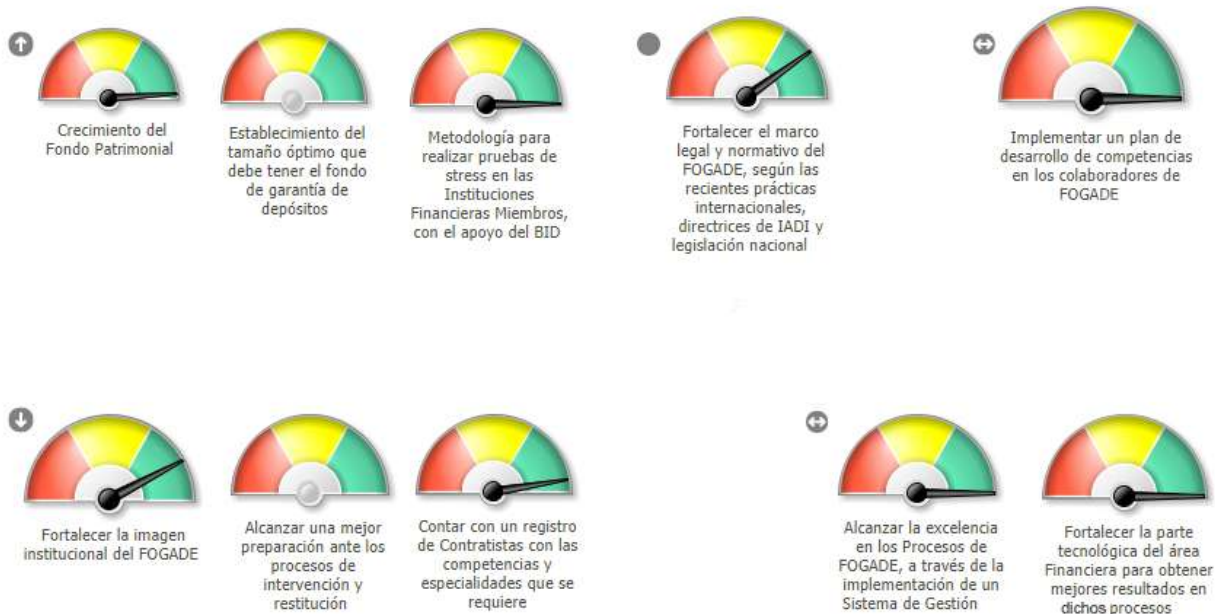 Crecimiento del
Fondo Patrimonial
Establecimiento del
tamaño óptimo que
debe tener el fondo
de garantía de
depósitos
Metodología para
realizar pruebas de
stress en las
Instituciones
Financieras Miembros,
con el apoyo del BID
Fortalecer el marco
legal y normativo del
FOGADE, según las
recientes prácticas
internacionales,
directrices de IADI y
legislación nacional
Implementar un plan de
desarrollo de competencias
en los colaboradores de
FOGADE
Fortalecer la imagen
institucional del FOGADE
Alcanzar una mejor
preparación ante los
procesos de
intervención y
restitución
Contar con un registro
de Contratistas con las
competencias y
especialidades que se
requiere
Alcanzar la excelencia
en los Procesos de
FOGADE, a través de la
implementación de un
Sistema de Gestión
Fortalecer la parte
tecnológica del área
Financiera para obtener
mejores resultados en
dichos procesos